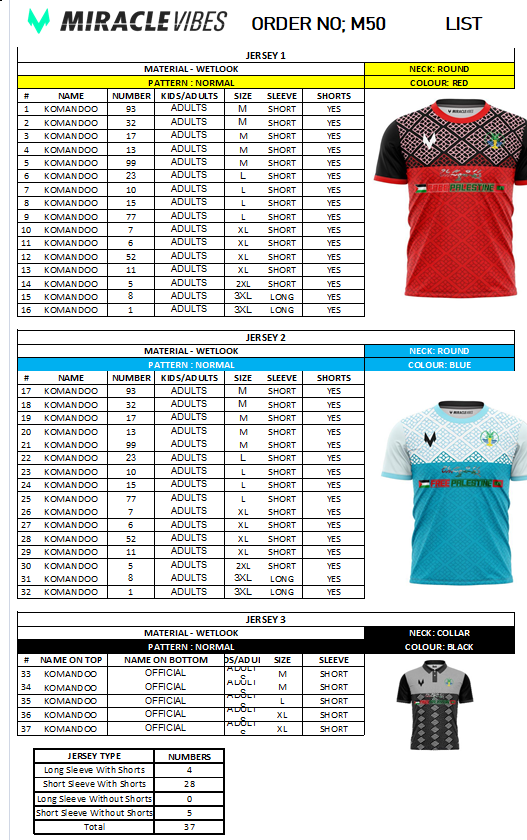 MIRACLEVIBES ORDER NO; M50 LIST
JERSEY 1
MATERIAL - WETLOOK NECK: ROUND
PATTERN : NORMAL COLOUR: RED
# NAME NUMBER KIDS/ADULTS SIZE SLEEVE SHORTS
1 KOMANDOO 93 ADULTS M SHORT YES
2 KOMANDOO 32 ADULTS M SHORT YES
3 KOMANDOO 17 ADULTS M SHORT YES
4 KOMANDOO 13 ADULTS M SHORT YES
5 KOMANDOO 99 ADULTS M SHORT YES
6 KOMANDOO 23 ADULTS L SHORT YES
7 KOMANDOO 10 ADULTS L SHORT YES
8 KOMANDOO 15 ADULTS L SHORT YES
9 KOMANDOO 77 ADULTS L SHORT YES
10 KOMANDOO 7 ADULTS XL SHORT YES
11 KOMANDOO 6 ADULTS XL SHORT YES
12 KOMANDOO 52 ADULTS XL SHORT YES
13 KOMANDOO 11 ADULTS XL SHORT YES
14 KOMANDOO 5 ADULTS 2XL SHORT YES
15 KOMANDOO 8 ADULTS 3XL LONG YES
16 KOMANDOO 1 ADULTS 3XL LONG YES
FREE PALESTINE
JERSEY 2
MATERIAL - WETLOOK NECK: ROUND
PATTERN : NORMAL COLOUR: BLUE
# NAME NUMBER KIDS/ADULTS SIZE SLEEVE SHORTS
17 KOMANDOO 93 ADULTS M SHORT YES
18 KOMANDOO 32 ADULTS M SHORT YES
19 KOMANDOO 17 ADULTS M SHORT YES
20 KOMANDOO 13 ADULTS M SHORT YES
21 KOMANDOO 99 ADULTS M SHORT YES
22 KOMANDOO 23 ADULTS L SHORT YES
23 KOMANDOO 10 ADULTS L SHORT YES
24 KOMANDOO 15 ADULTS L SHORT YES
25 KOMANDOO 77 ADULTS L SHORT YES
26 KOMANDOO 7 ADULTS XL SHORT YES
27 KOMANDOO 6 ADULTS XL SHORT YES
28 KOMANDOO 52 ADULTS XL SHORT YES
29 KOMANDOO 11 ADULTS XL SHORT YES
30 KOMANDOO 5 ADULTS 2XL SHORT YES
31 KOMANDOO 8 ADULTS 3XL LONG YES
32 KOMANDOO 1 ADULTS 3XL LONG YES
MIRACLEVIBES
FREE PALESTINE
JERSEY 3
MATERIAL - WETLOOK NECK: COLLAR
PATTERN : NORMAL COLOUR: BLACK
# NAME ON TOP NAME ON BOTTOM DS/ADUI SIZE SLEEVE
33 KOMANDOO OFFICIAL ADULTS M SHORT
34 KOMANDOO OFFICIAL ADULTS M SHORT
35 KOMANDOO OFFICIAL ADULTS L SHORT
36 KOMANDOO OFFICIAL ADULTS XL SHORT
37 KOMANDOO OFFICIAL ADULTS XL SHORT
JERSEY TYPE NUMBERS
Long Sleeve With Shorts 4
Short Sleeve With Shorts 28
Long Sleeve Without Shorts 0
Short Sleeve Without Shorts 5
Total 37